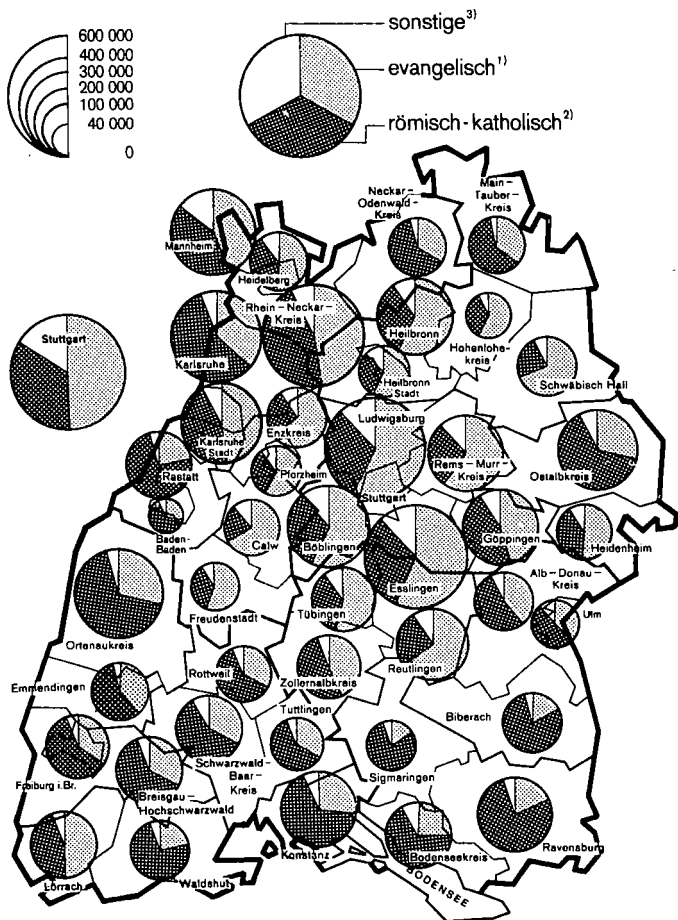 600 000
400 000
300 000
200 000
100 000
40 000
0
sonstige³⁾
evangelisch¹⁾
römisch-katholisch²⁾
Neckar-
Odenwald-
Kreis
Main-
Tauber-
Kreis
Mannheim
Heidelberg
Rhein-Neckar-
Kreis
Heilbronn
Hohenlohe-
kreis
Stuttgart
Karlsruhe
Heilbronn
Stadt
Schwäbisch Hall
Karlsruhe
Stadt
Enzkreis
Ludwigsburg
Rems-Murr-
Kreis
Ostalbkreis
Rastatt
Pforzheim
Stuttgart
Baden-
Baden
Calw
Böblingen
Göppingen
Heidenheim
Esslingen
Alb-Donau-
Kreis
Freudenstadt
Tübingen
Ulm
Ortenaukreis
Reutlingen
Emmendingen
Rottweil
Zollernalbkreis
Tuttlingen
Biberach
Freiburg i.Br.
Schwarzwald-
Baar-
Kreis
Sigmaringen
Breisgau-
Hochschwarzwald
Lörrach
Waldshut
Konstanz
Bodenseekreis
Ravensburg
BODENSEE